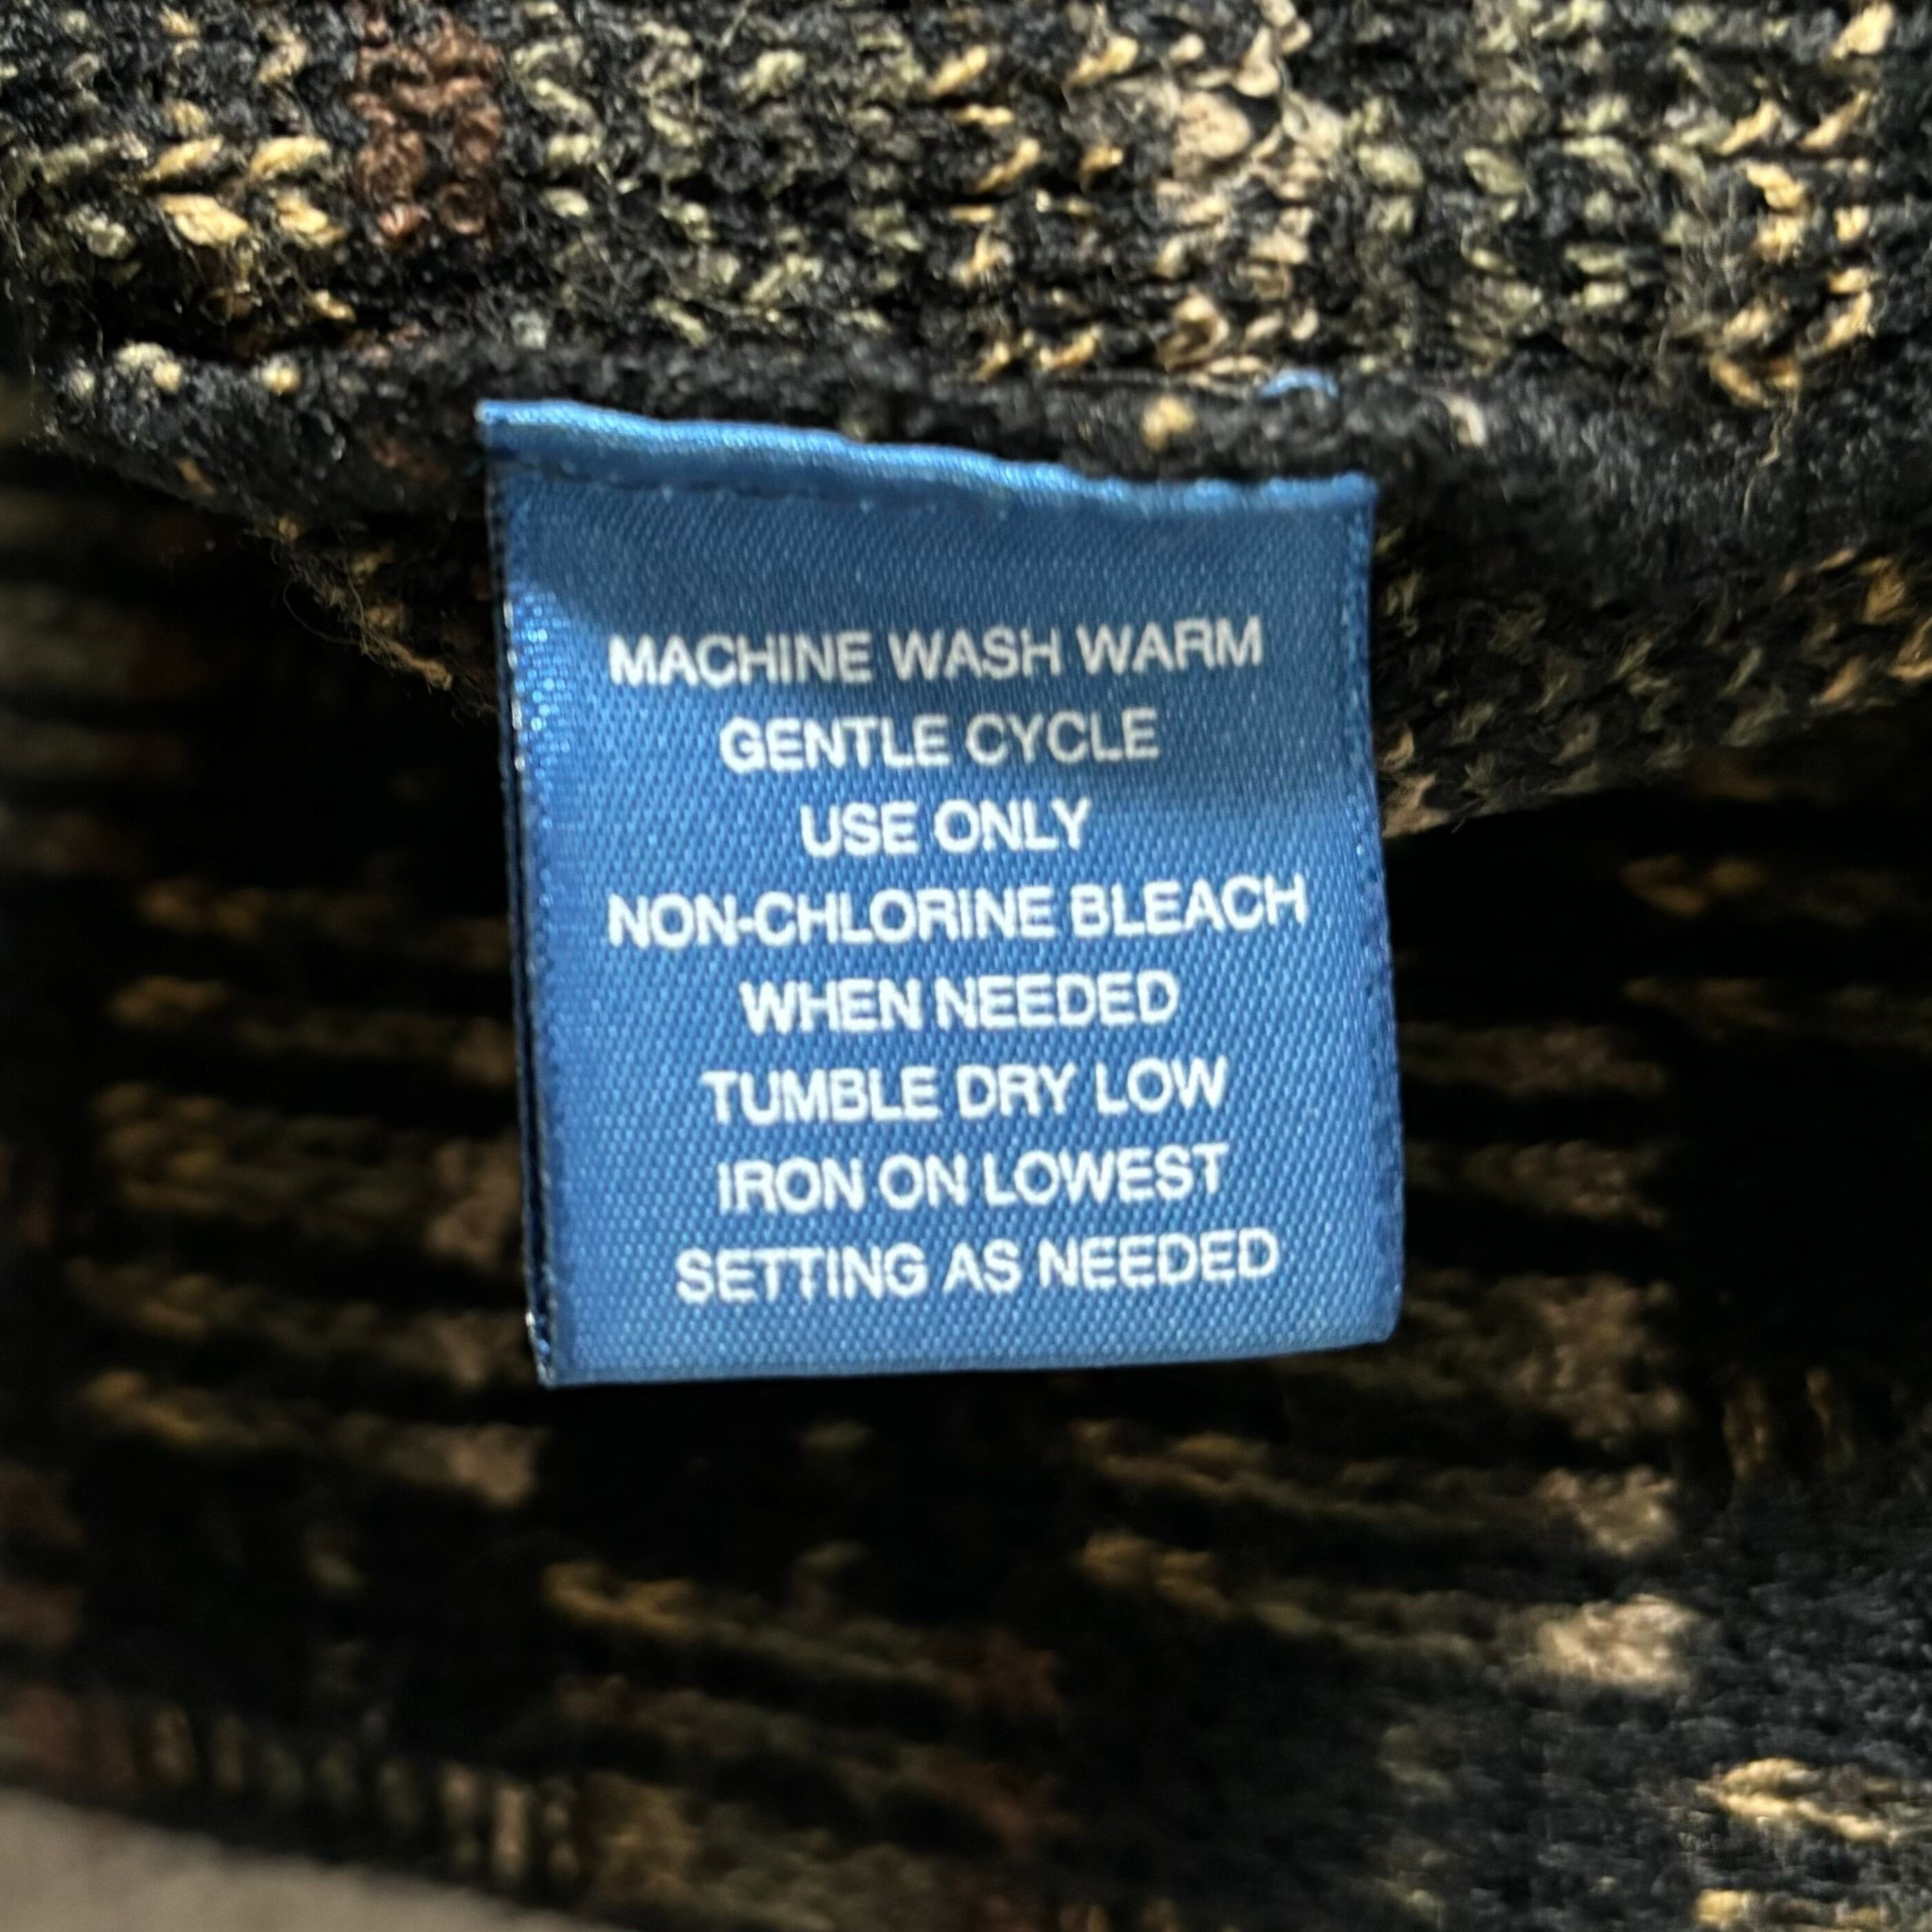 MACHINE WASH WARM
GENTLE CYCLE
USE ONLY
NON-CHLORINE BLEACH
WHEN NEEDED
TUMBLE DRY LOW
IRON ON LOWEST
SETTING AS NEEDED